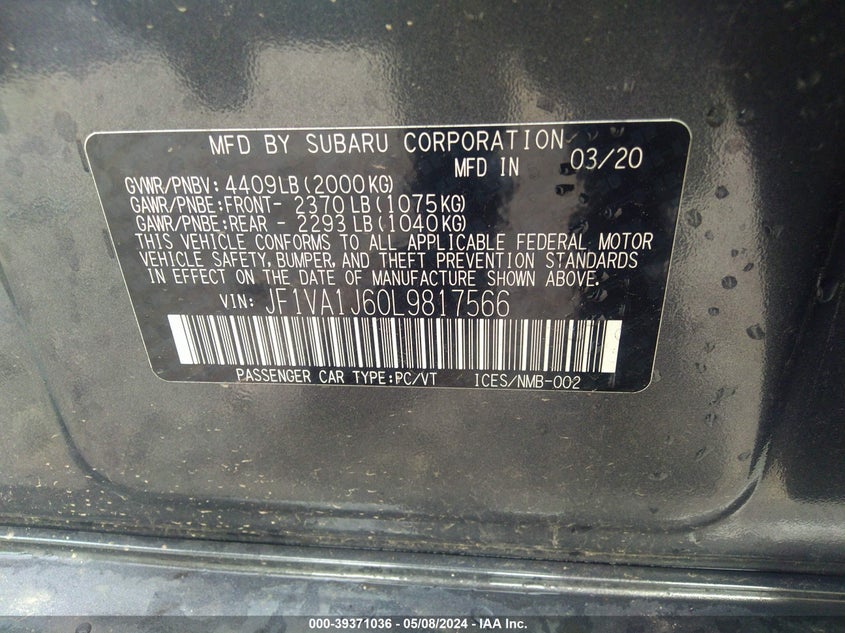 MFD BY SUBARU CORPORATION
MFD IN 03/20
GVWR/PNBV: 4409LB(2000KG)
GAWR/PNBE:FRONT- 2370LB(1075KG)
GAWR/PNBE:REAR - 2293LB(1040KG)
THIS VEHICLE CONFORMS TO ALL APPLICABLE FEDERAL MOTOR
VEHICLE SAFETY, BUMPER, AND THEFT PREVENTION STANDARDS
IN EFFECT ON THE DATE OF MANUFACTURE SHOWN ABOVE.
VIN: JF1VA1J60L9817566
PASSENGER CAR TYPE:PC/VT ICES/NMB-002
000-39371036 - 05/08/2024 - IAA Inc.